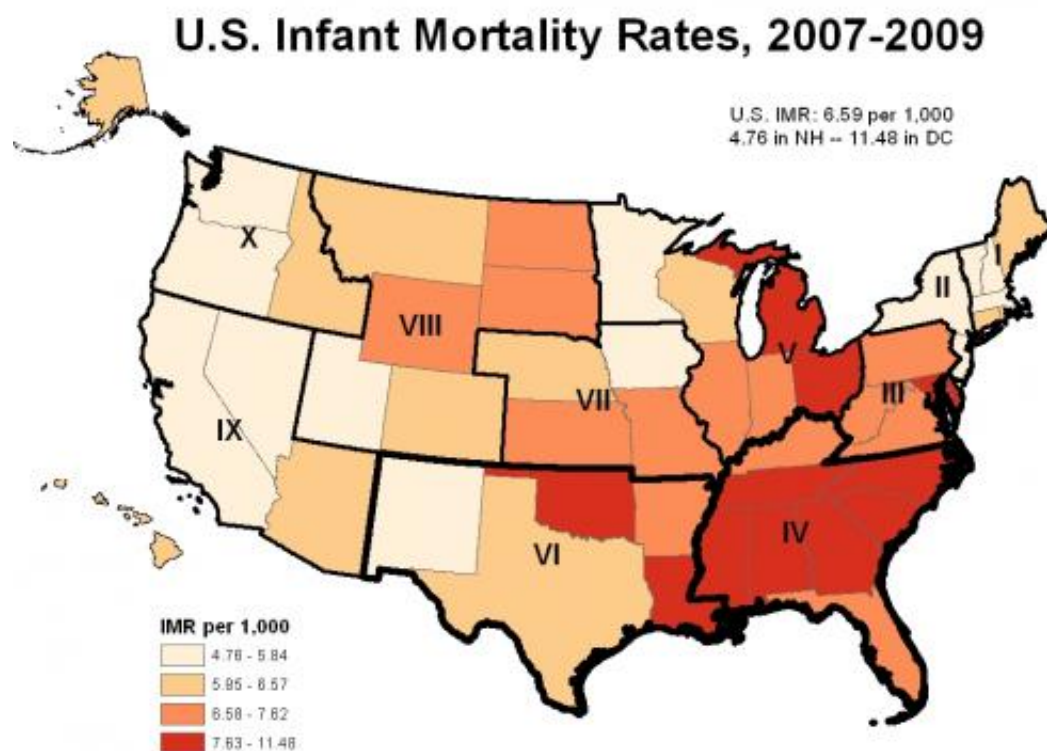 U.S. Infant Mortality Rates, 2007-2009
U.S. IMR: 6.59 per 1,000
4.76 in NH -- 11.48 in DC
X
I
II
VIII
V
VII
III
IX
IV
VI
IMR per 1,000
4.76 - 5.84
5.85 - 6.57
6.58 - 7.62
7.63 - 11.48